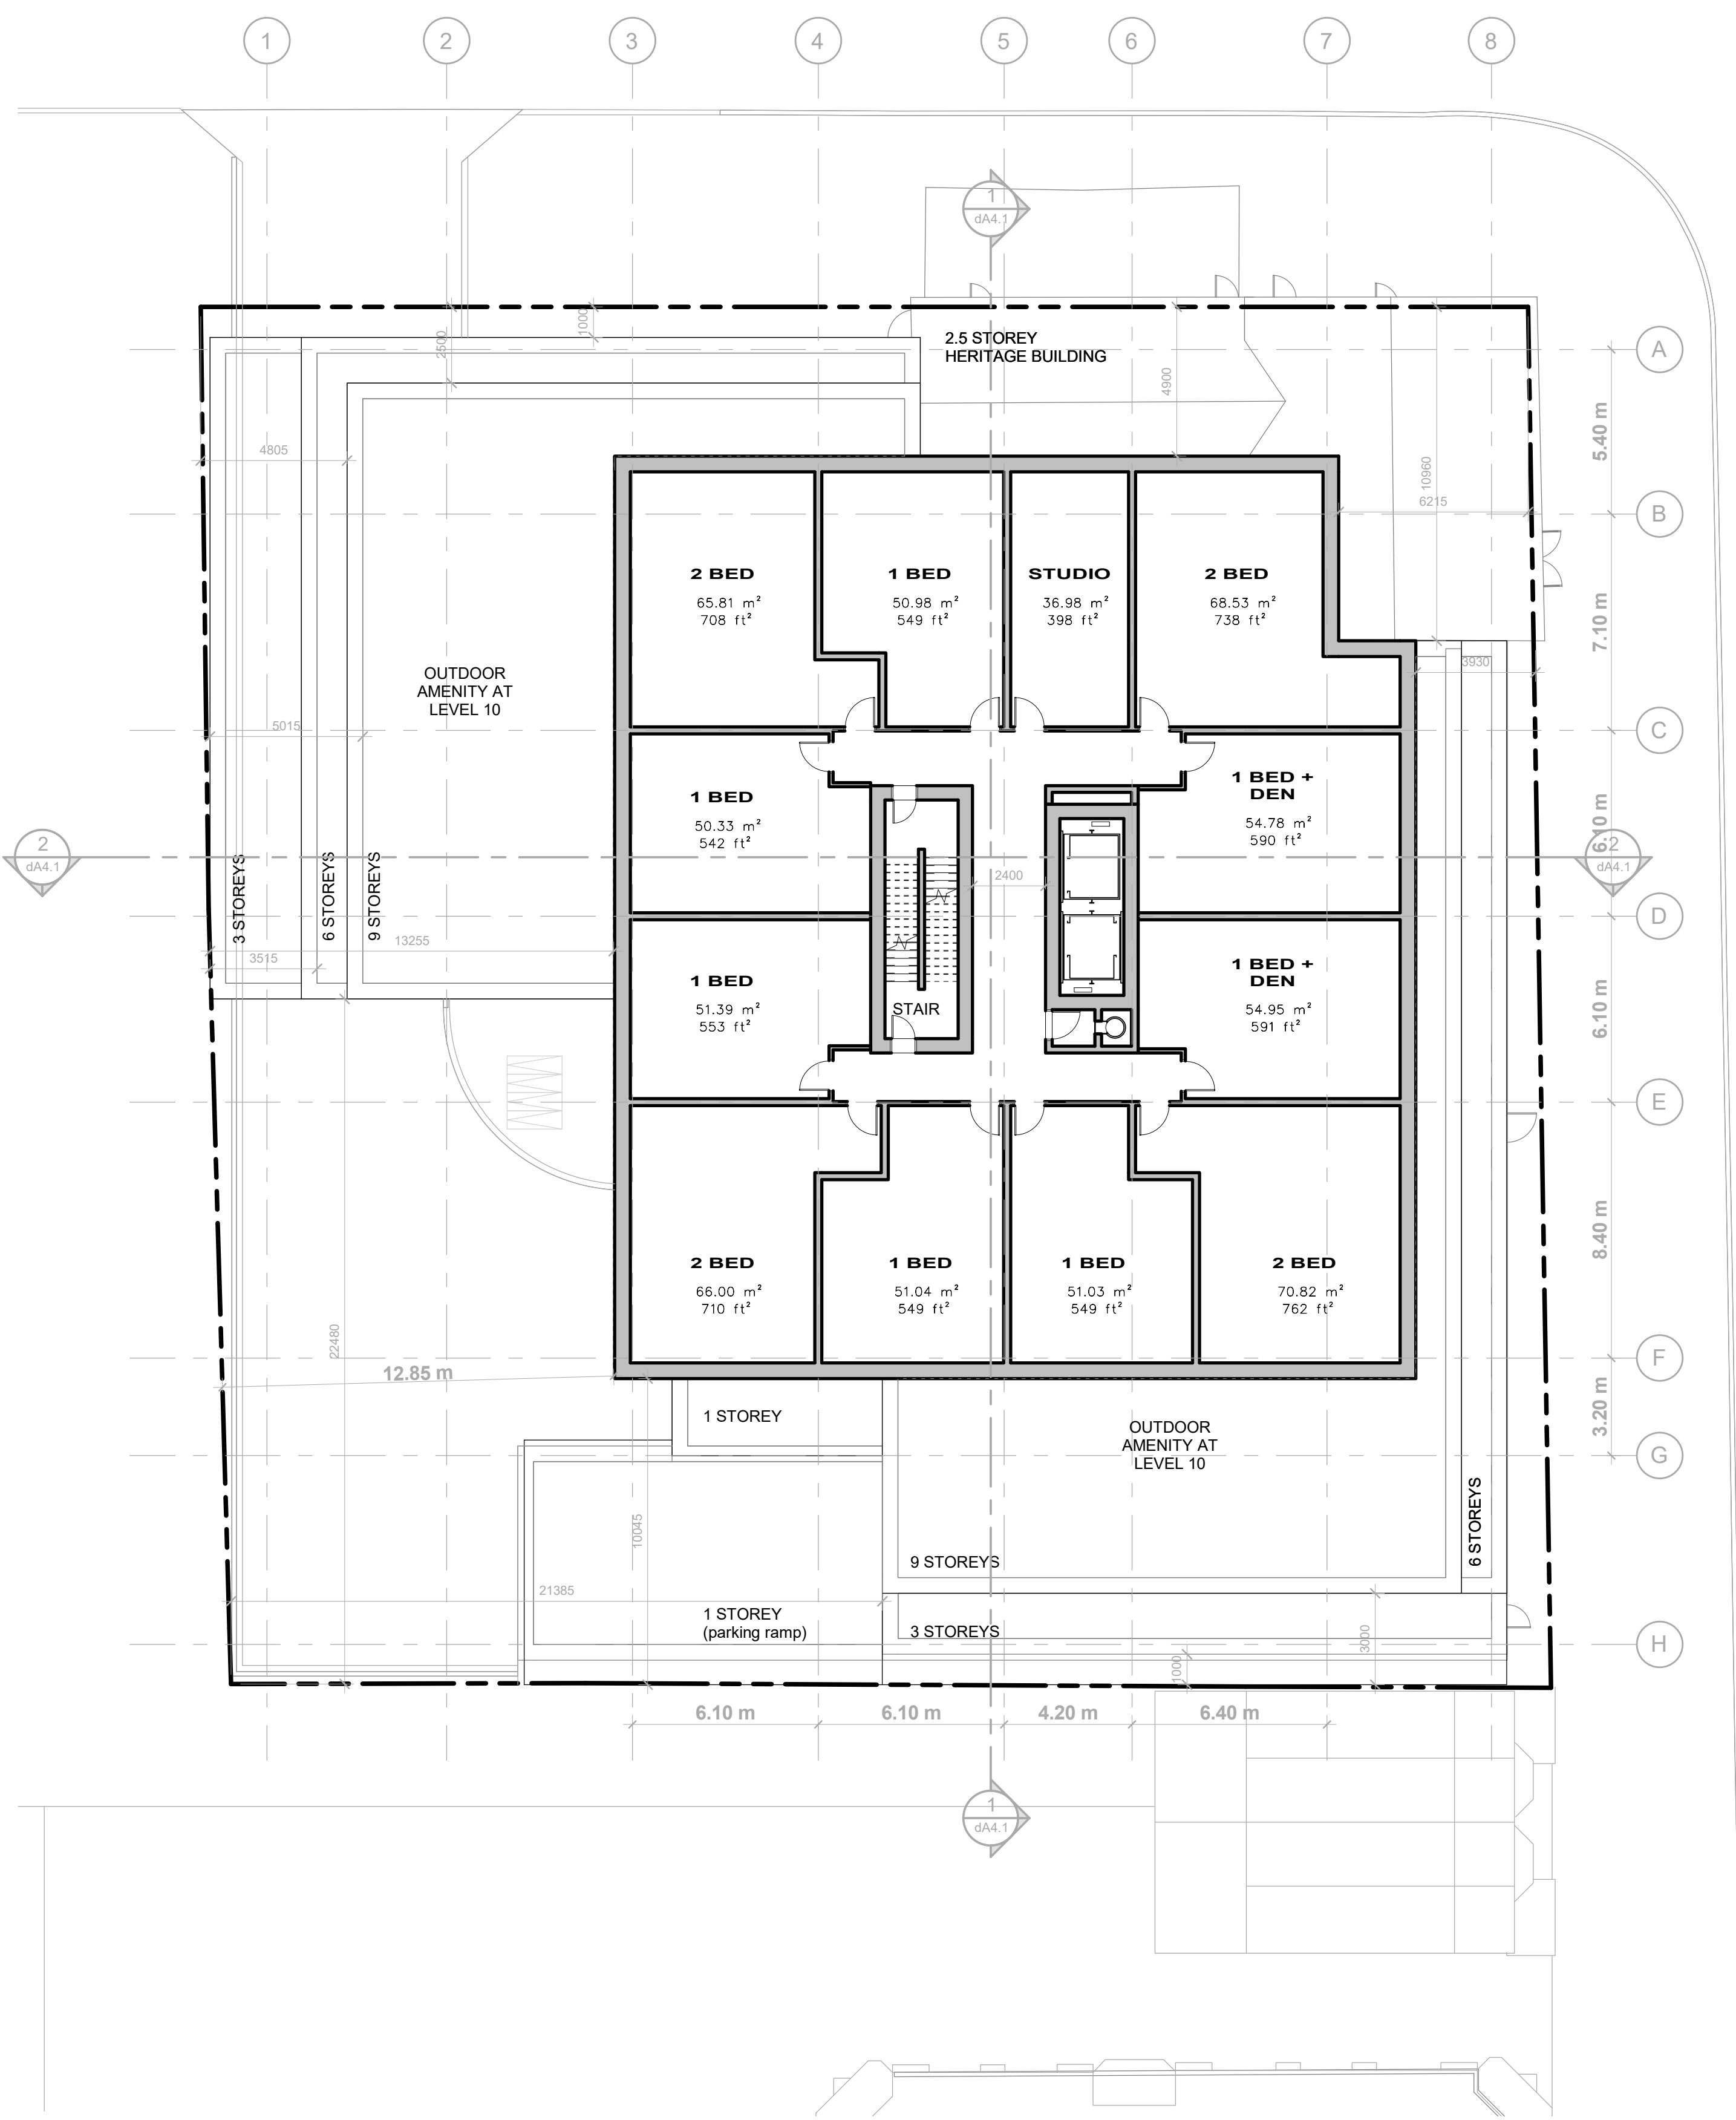 1 2 3 4 5 6 7 8
1
dA4.1
A
2.5 STOREY
HERITAGE BUILDING
1000
2500
4900
5.40 m
4805
10960
6215
B
2 BED
65.81 m²
708 ft²
1 BED
50.98 m²
549 ft²
STUDIO
36.98 m²
398 ft²
2 BED
68.53 m²
738 ft²
7.10 m
3930
OUTDOOR
AMENITY AT
LEVEL 10
5015
C
1 BED
50.33 m²
542 ft²
1 BED +
DEN
54.78 m²
590 ft²
6.10 m
2
dA4.1
2
dA4.1
3 STOREYS
6 STOREYS
9 STOREYS
2400
D
13255
3515
1 BED
51.39 m²
553 ft²
STAIR
1 BED +
DEN
54.95 m²
591 ft²
6.10 m
E
2 BED
66.00 m²
710 ft²
1 BED
51.04 m²
549 ft²
1 BED
51.03 m²
549 ft²
2 BED
70.82 m²
762 ft²
8.40 m
22480
F
12.85 m
1 STOREY
OUTDOOR
AMENITY AT
LEVEL 10
3.20 m
G
10045
6 STOREYS
9 STOREYS
21385
1 STOREY
(parking ramp)
3 STOREYS
3000
1000
H
6.10 m 6.10 m 4.20 m 6.40 m
1
dA4.1